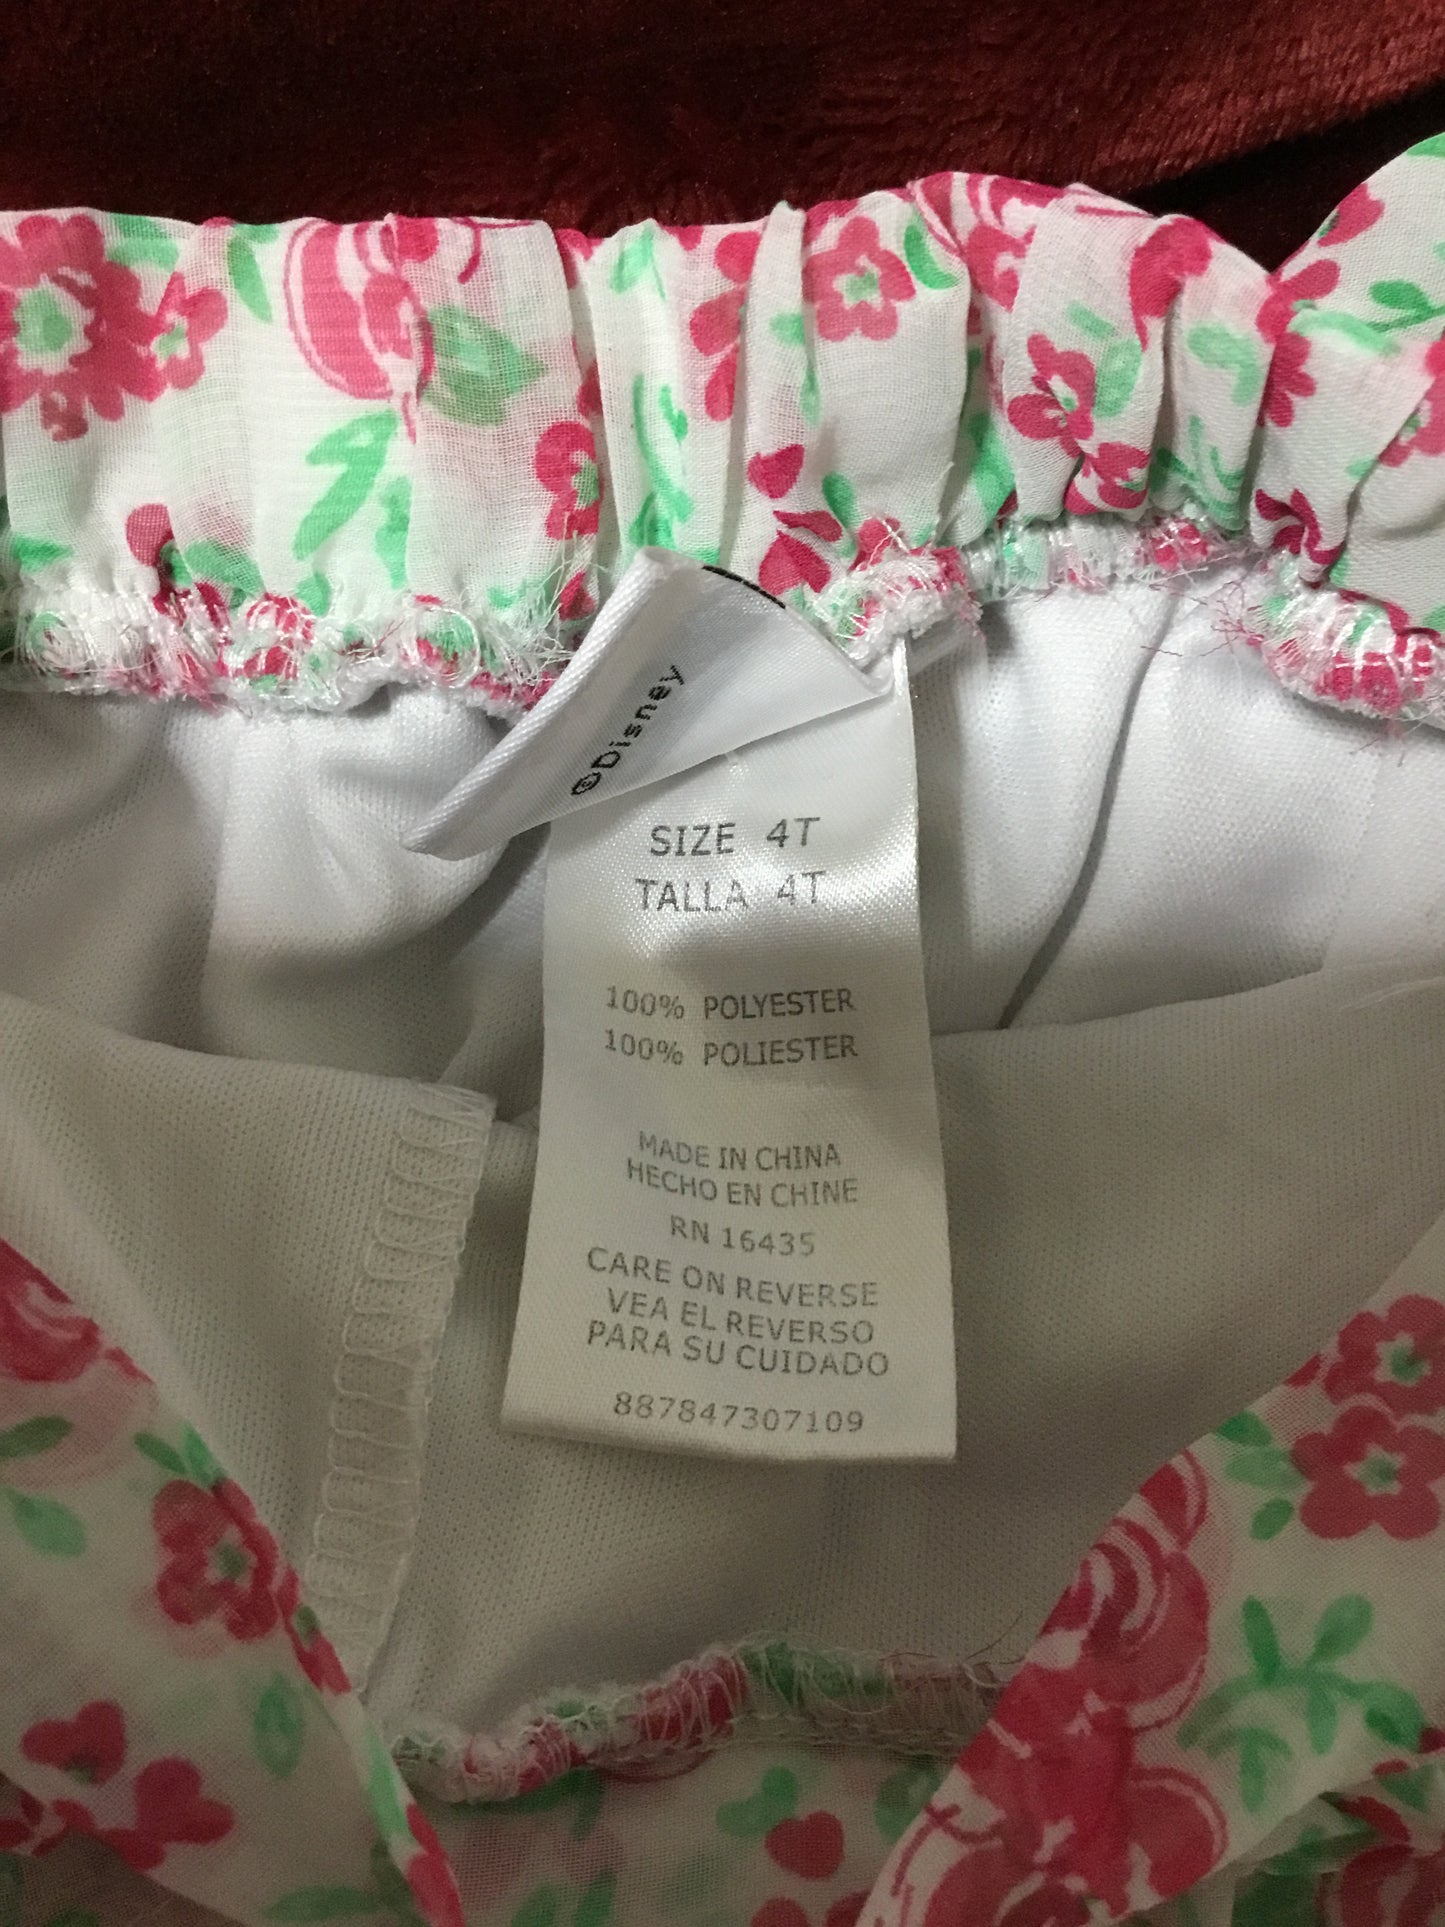 ©Disney
SIZE 4T
TALLA 4T
100% POLYESTER
100% POLIESTER
MADE IN CHINA
HECHO EN CHINE
RN 16435
CARE ON REVERSE
VEA EL REVERSO
PARA SU CUIDADO
887847307109